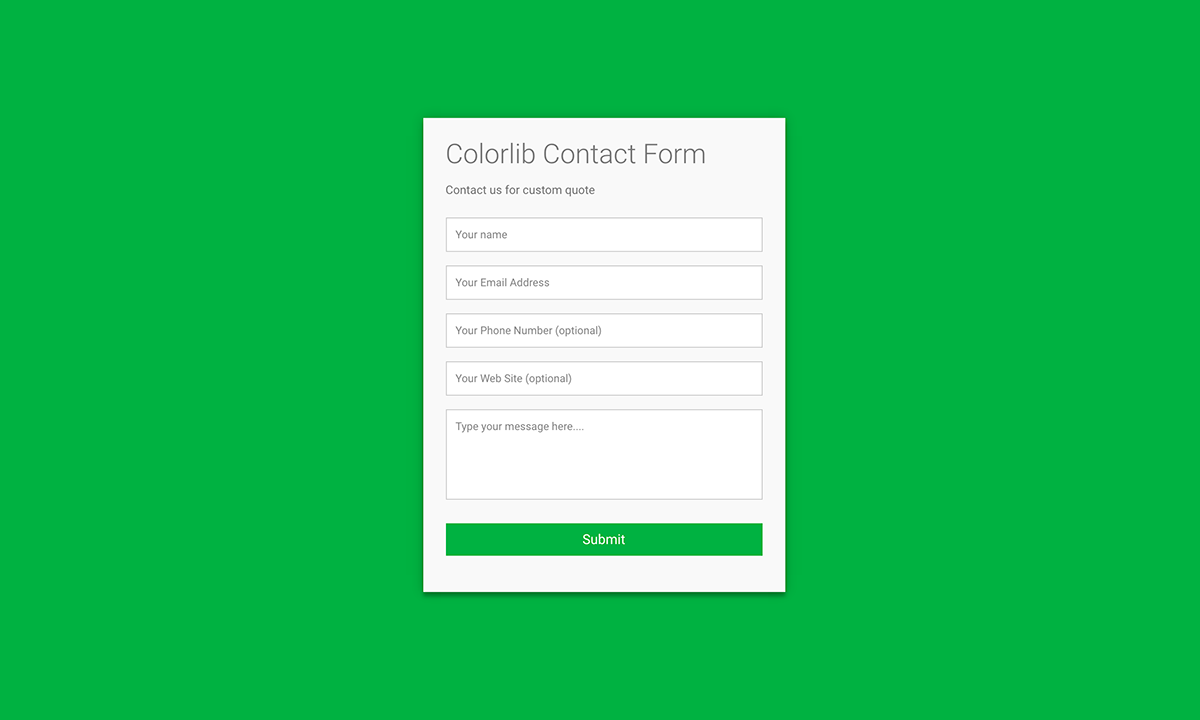 Colorlib Contact Form
Contact us for custom quote
Your name
Your Email Address
Your Phone Number (optional)
Your Web Site (optional)
Type your message here....
Submit